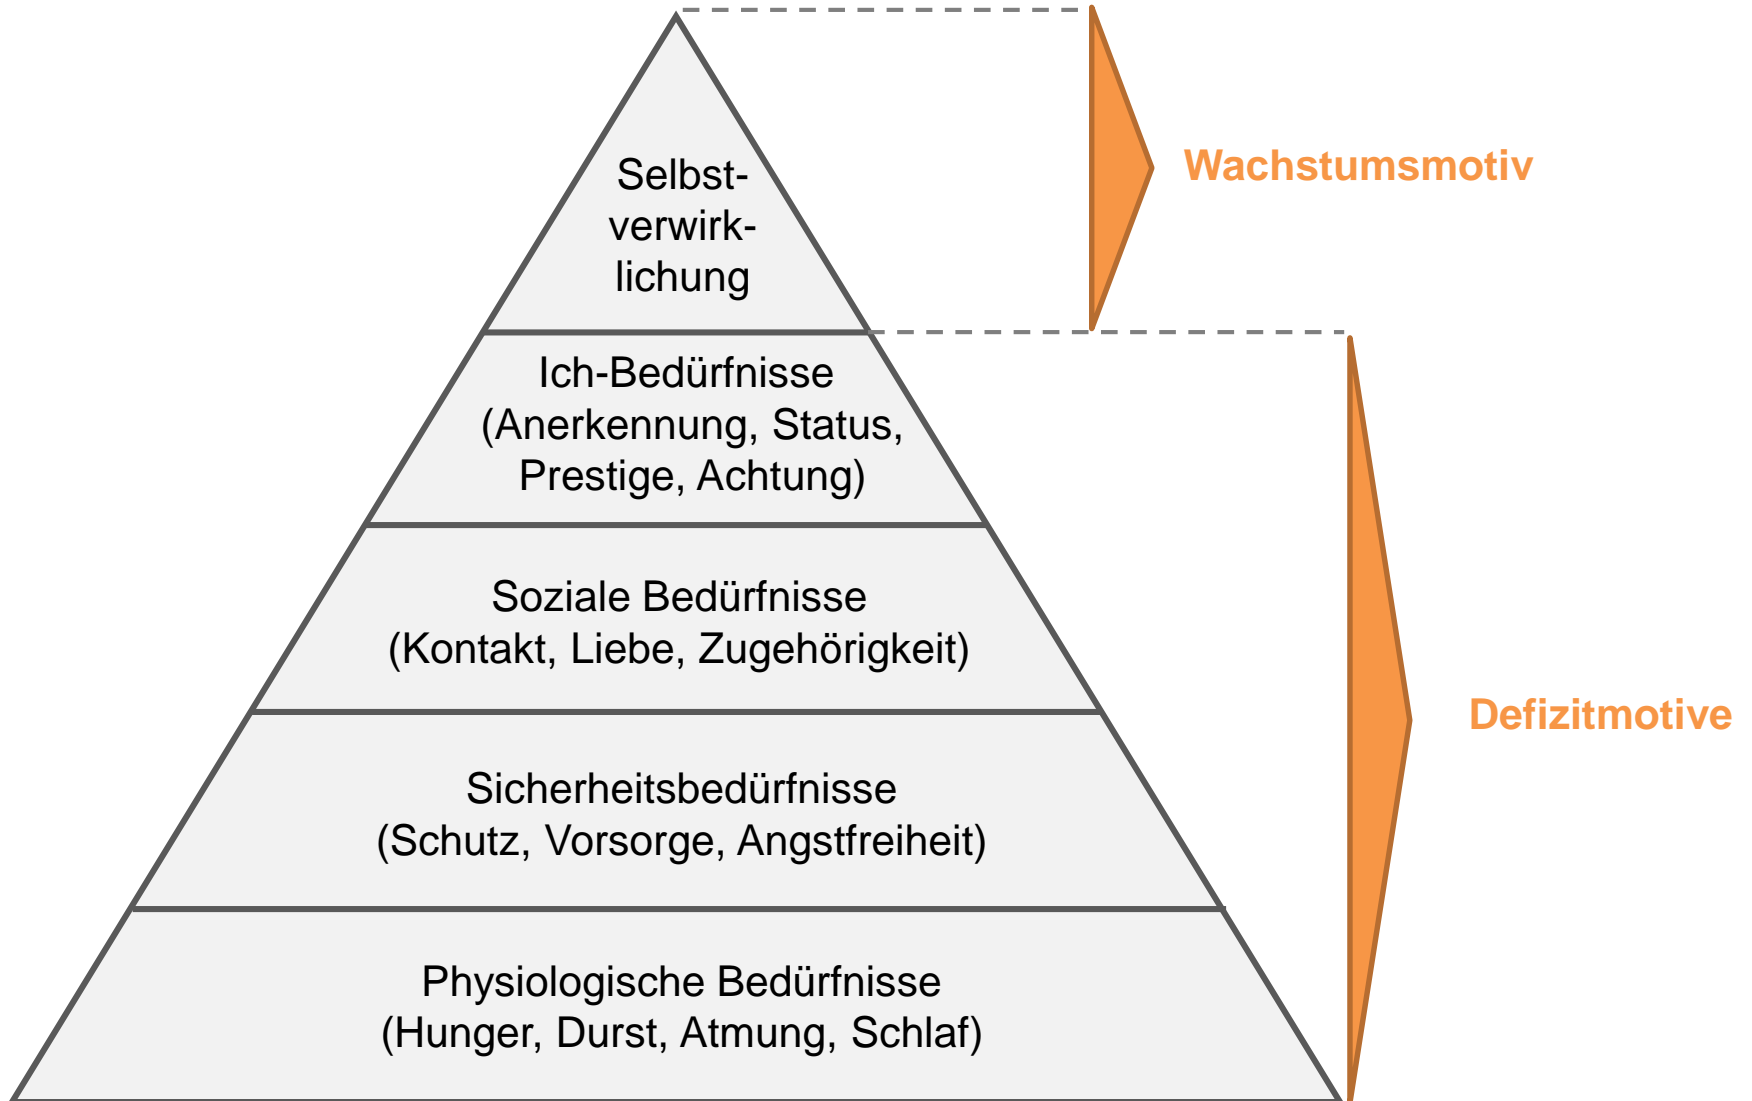 Selbst-
verwirk-
lichung
Wachstumsmotiv
Ich-Bedürfnisse
(Anerkennung, Status,
Prestige, Achtung)
Soziale Bedürfnisse
(Kontakt, Liebe, Zugehörigkeit)
Defizitmotive
Sicherheitsbedürfnisse
(Schutz, Vorsorge, Angstfreiheit)
Physiologische Bedürfnisse
(Hunger, Durst, Atmung, Schlaf)